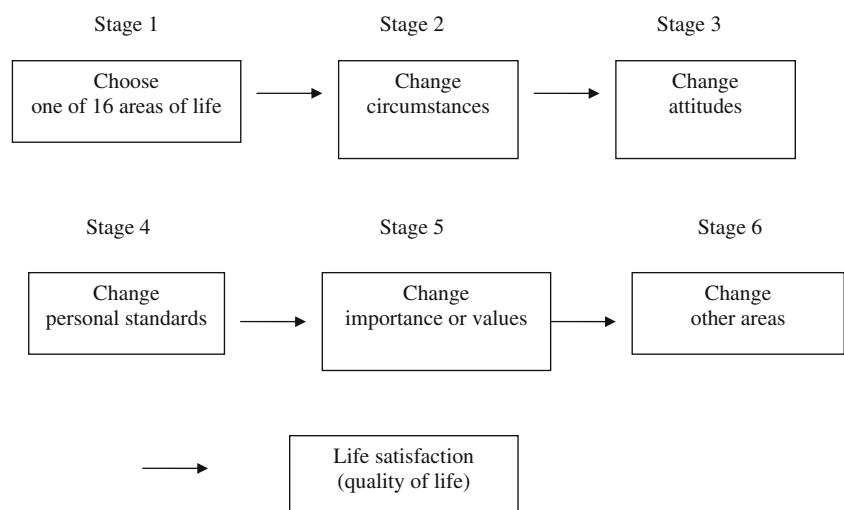 Stage 1
Stage 2
Stage 3
Choose
one of 16 areas of life
Change
circumstances
Change
attitudes
Stage 4
Stage 5
Stage 6
Change
personal standards
Change
importance or values
Change
other areas
Life satisfaction
(quality of life)